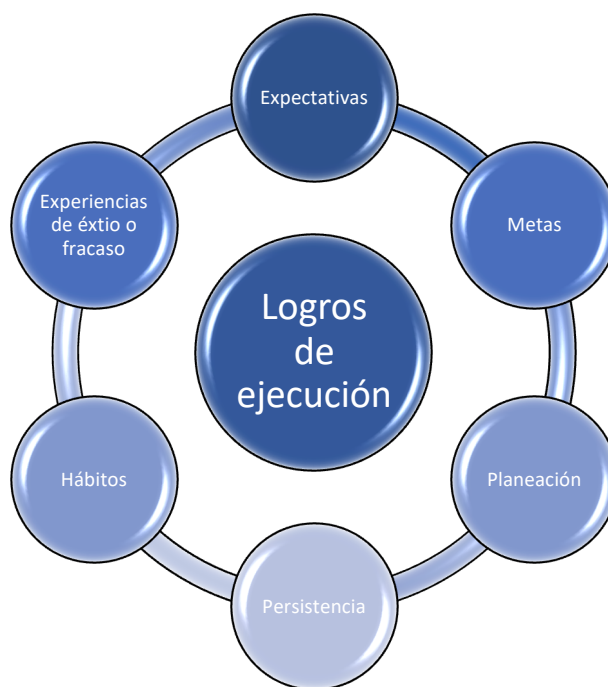 Expectativas
Metas
Planeación
Persistencia
Hábitos
Experiencias
de éxtio o
fracaso
Logros
de
ejecución